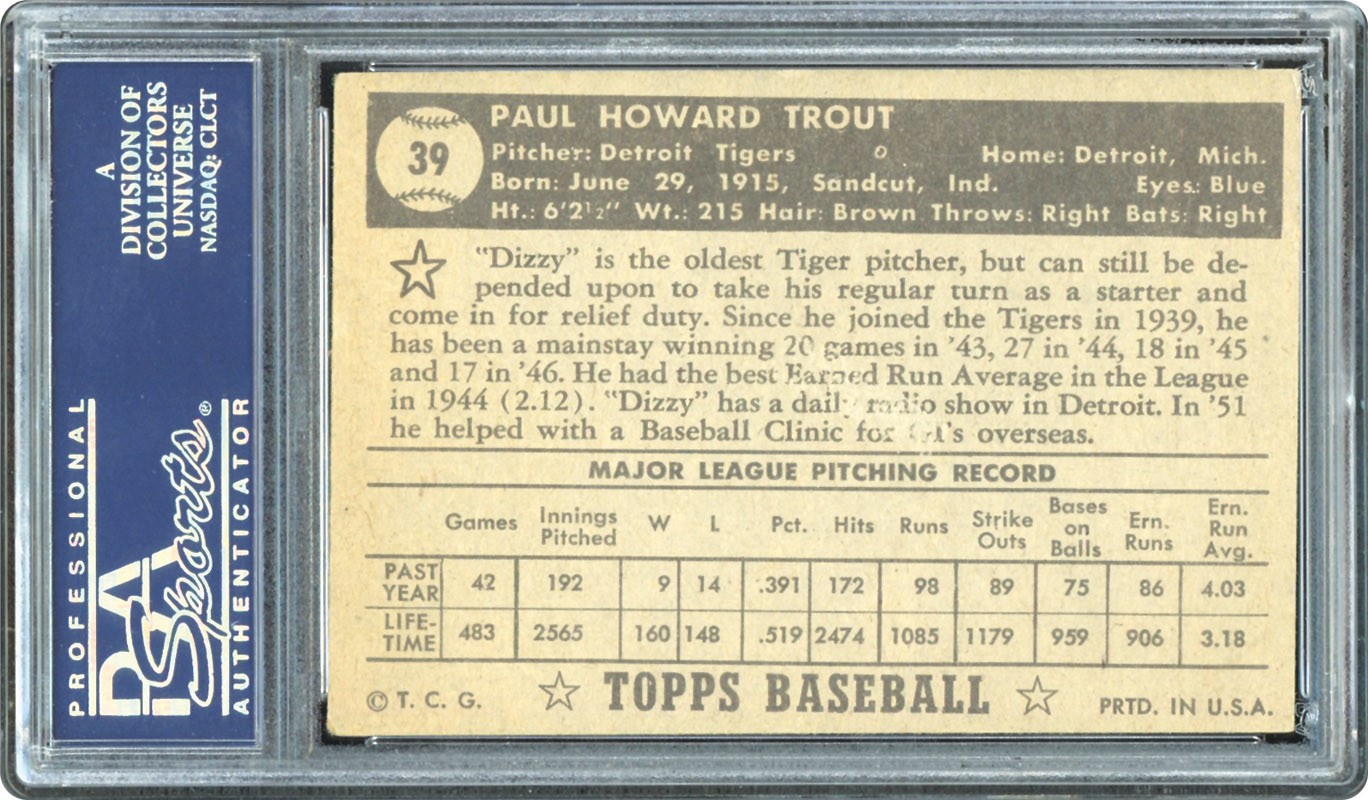 A
DIVISION OF
COLLECTORS
UNIVERSE
NASDAQ: CLCT
PROFESSIONAL
PSA
Sports®
AUTHENTICATOR
39
PAUL HOWARD TROUT
Pitcher: Detroit Tigers Home: Detroit, Mich.
Born: June 29, 1915, Sandcut, Ind. Eyes: Blue
Ht.: 6'2½" Wt.: 215 Hair: Brown Throws: Right Bats: Right
"Dizzy" is the oldest Tiger pitcher, but can still be de-
pended upon to take his regular turn as a starter and
come in for relief duty. Since he joined the Tigers in 1939, he
has been a mainstay winning 20 games in '43, 27 in '44, 18 in '45
and 17 in '46. He had the best Earned Run Average in the League
in 1944 (2.12). "Dizzy" has a daily radio show in Detroit. In '51
he helped with a Baseball Clinic for GI's overseas.
MAJOR LEAGUE PITCHING RECORD
Games Innings Pitched W L Pct. Hits Runs Strike Outs Bases on Balls Ern. Runs Ern. Run Avg.
PAST YEAR 42 192 9 14 .391 172 98 89 75 86 4.03
LIFE-TIME 483 2565 160 148 .519 2474 1085 1179 959 906 3.18
© T. C. G. ☆ TOPPS BASEBALL ☆ PRTD. IN U.S.A.